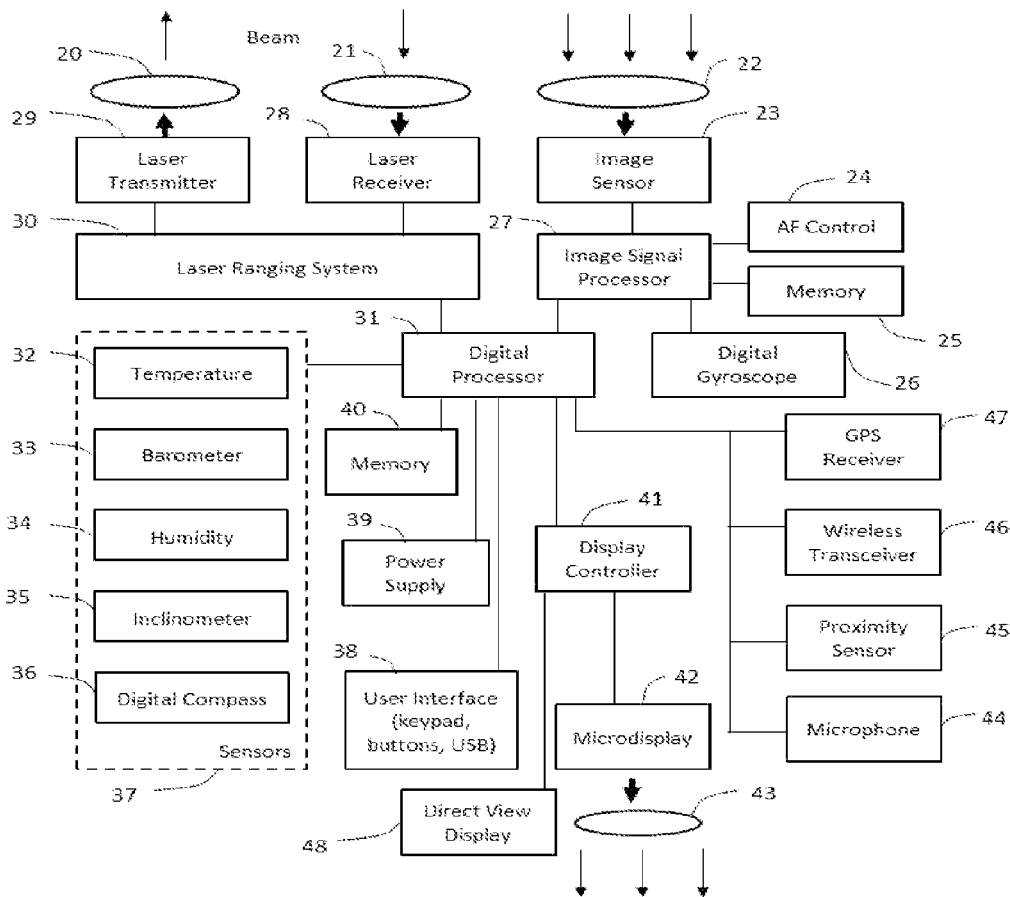 Beam
20
21
22
29
28
23
Laser
Transmitter
Laser
Receiver
Image
Sensor
24
30
27
AF Control
Laser Ranging System
Image Signal
Processor
Memory
31
25
32
Temperature
Digital
Processor
Digital
Gyroscope
26
40
47
33
Barometer
Memory
GPS
Receiver
41
34
Humidity
39
Power
Supply
Display
Controller
Wireless
Transceiver
46
35
Inclinometer
38
Proximity
Sensor
45
36
Digital Compass
User Interface
(keypad,
buttons, USB)
42
Microdisplay
Microphone
44
Sensors
37
48
Direct View
Display
43